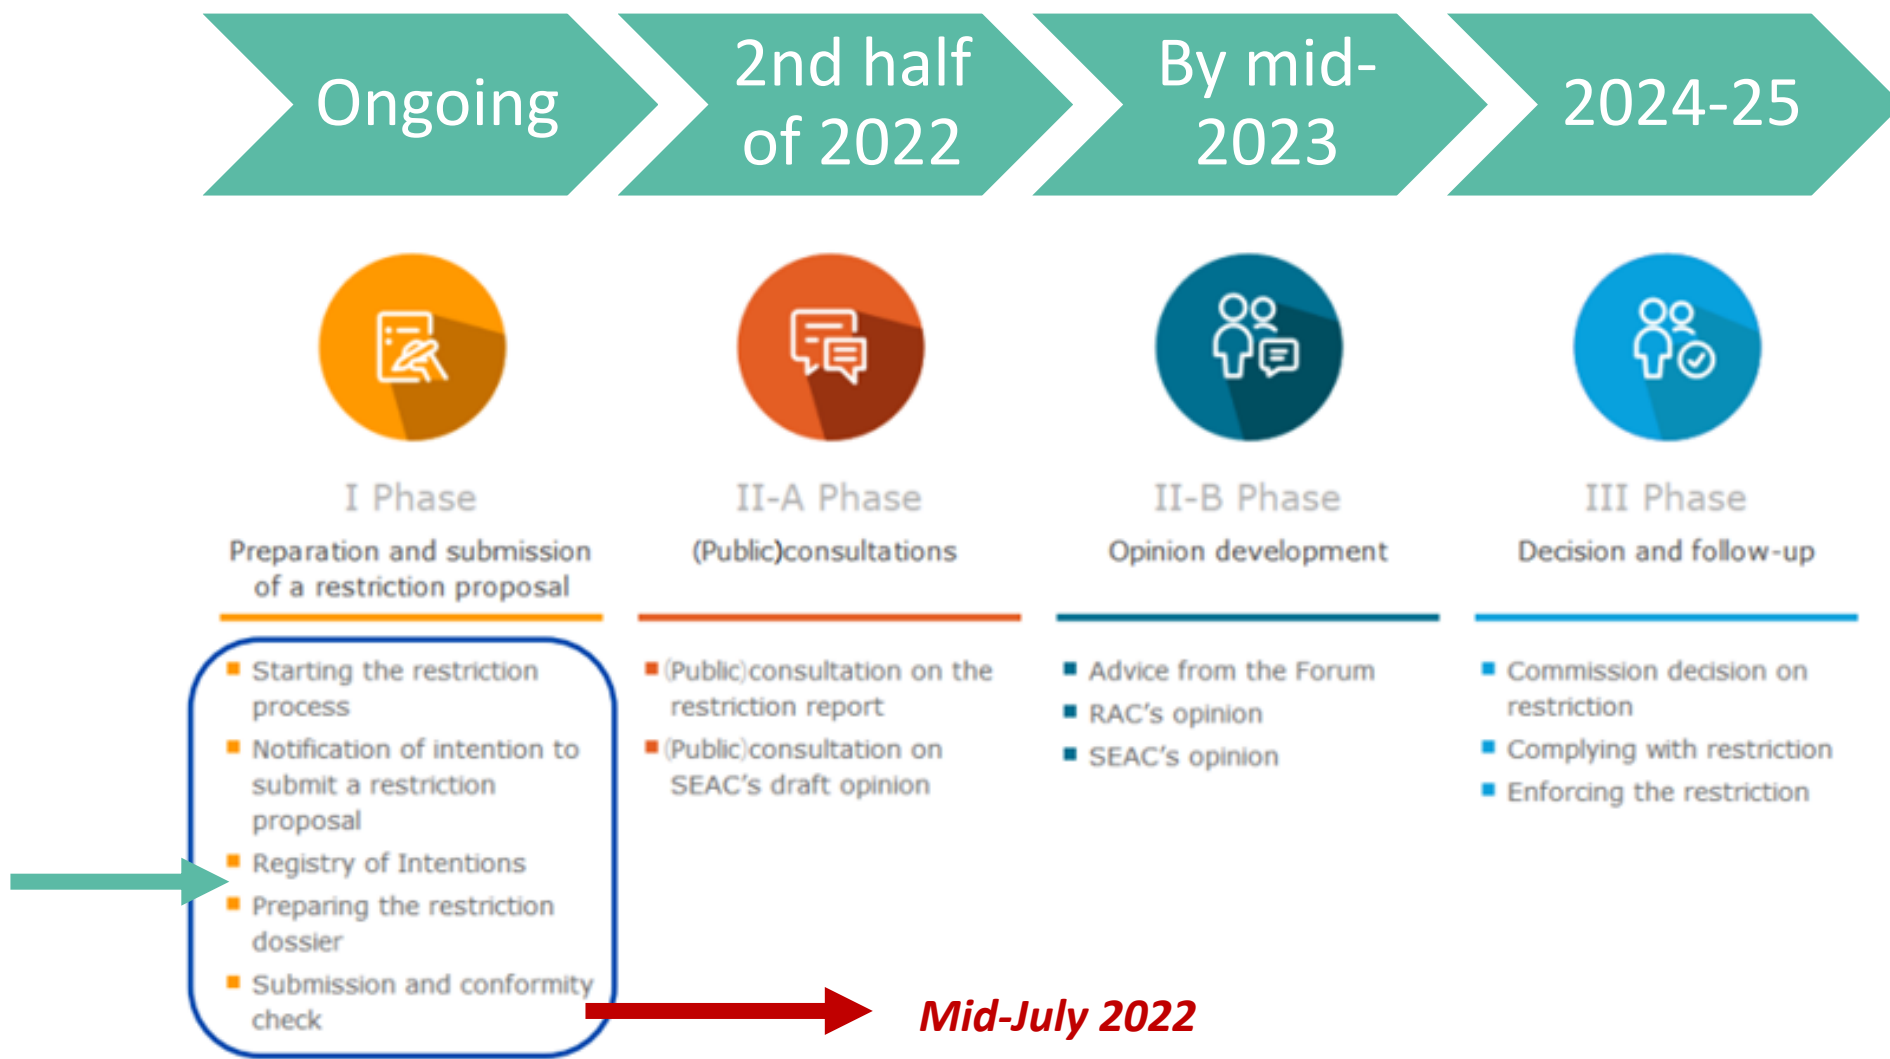 Ongoing
2nd half
of 2022
By mid-
2023
2024-25
I Phase
Preparation and submission
of a restriction proposal
Starting the restriction
process
Notification of intention to
submit a restriction
proposal
Registry of Intentions
Preparing the restriction
dossier
Submission and conformity
check
II-A Phase
(Public)consultations
(Public)consultation on the
restriction report
(Public)consultation on
SEAC's draft opinion
II-B Phase
Opinion development
Advice from the Forum
RAC's opinion
SEAC's opinion
III Phase
Decision and follow-up
Commission decision on
restriction
Complying with restriction
Enforcing the restriction
Mid-July 2022